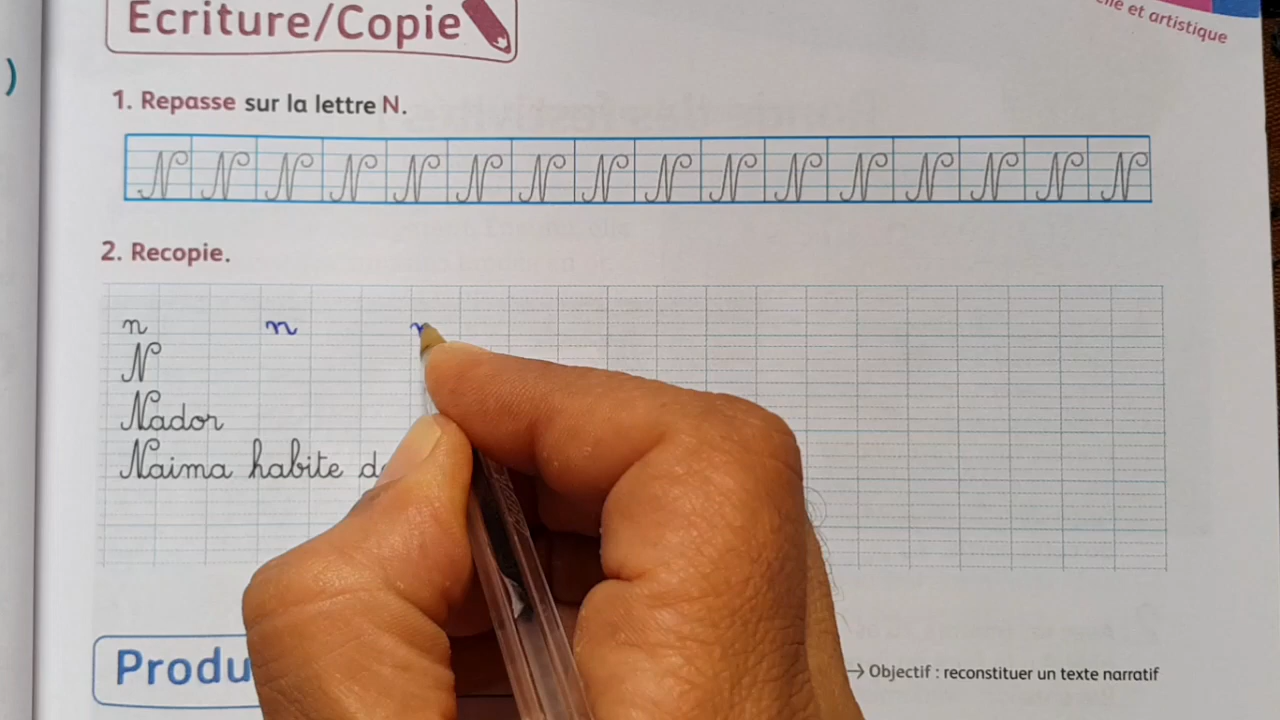 Ecriture/Copie
et artistique
1. Repasse sur la lettre N.
N N N N N N N N N N N N N N N N
2. Recopie.
n n
N
Nador
Naima habite
Produ
→ Objectif : reconstituer un texte narratif